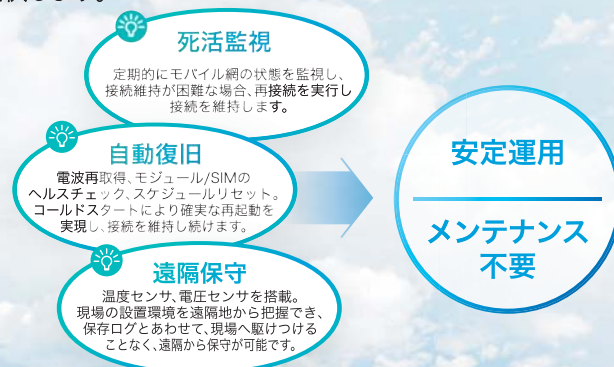 死活監視
定期的にモバイル網の状態を監視し、
接続維持が困難な場合、再接続を実行し
接続を維持します。
自動復旧
電波再取得、モジュール/SIMの
ヘルスチェック、スケジュールリセット。
コールドスタートにより確実な再起動を
実現し、接続を維持し続けます。
遠隔保守
温度センサ、電圧センサを搭載。
現場の設置環境を遠隔地から把握でき、
保存ログとあわせて、現場へ駆けつける
ことなく、遠隔から保守が可能です。
安定運用
メンテナンス
不要